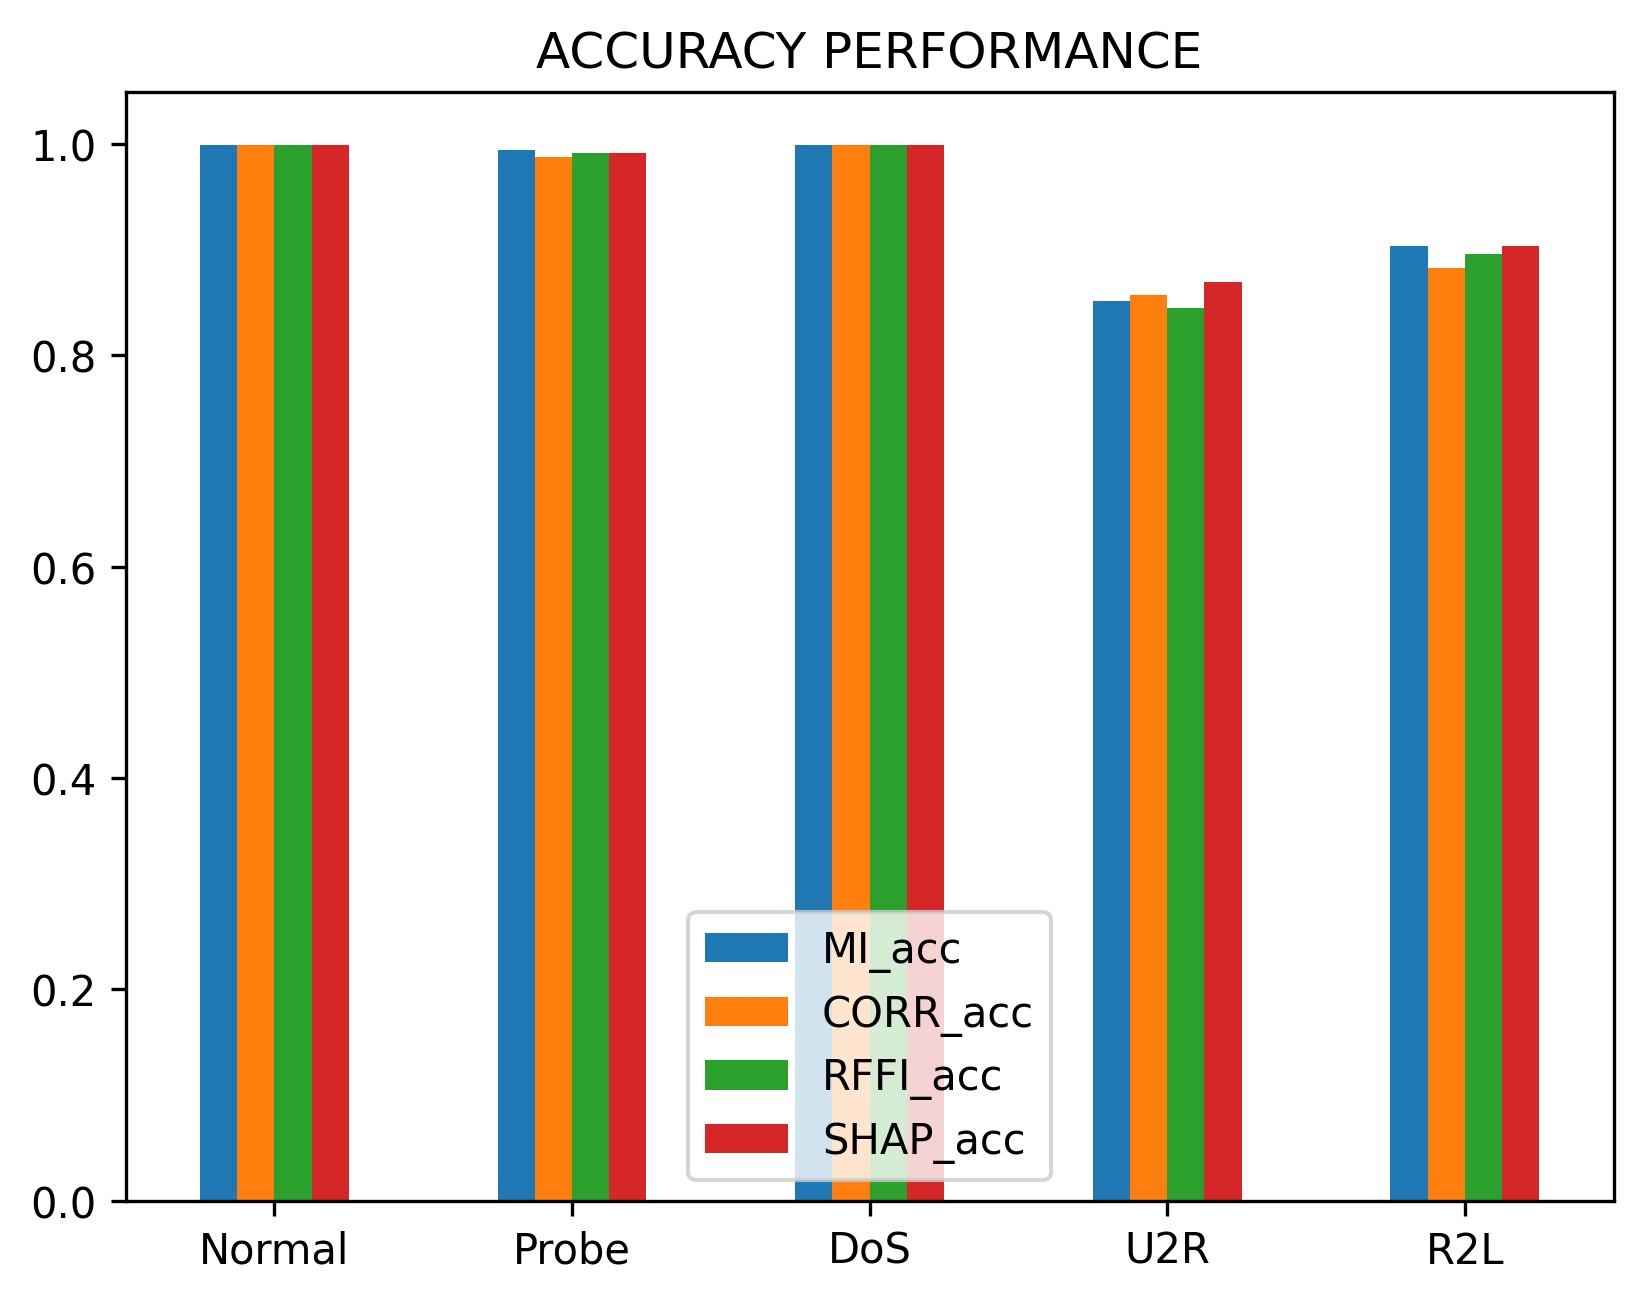 ACCURACY PERFORMANCE
1.0
0.8
0.6
0.4
0.2
0.0
MI_acc
CORR_acc
RFFI_acc
SHAP_acc
Normal Probe DoS U2R R2L